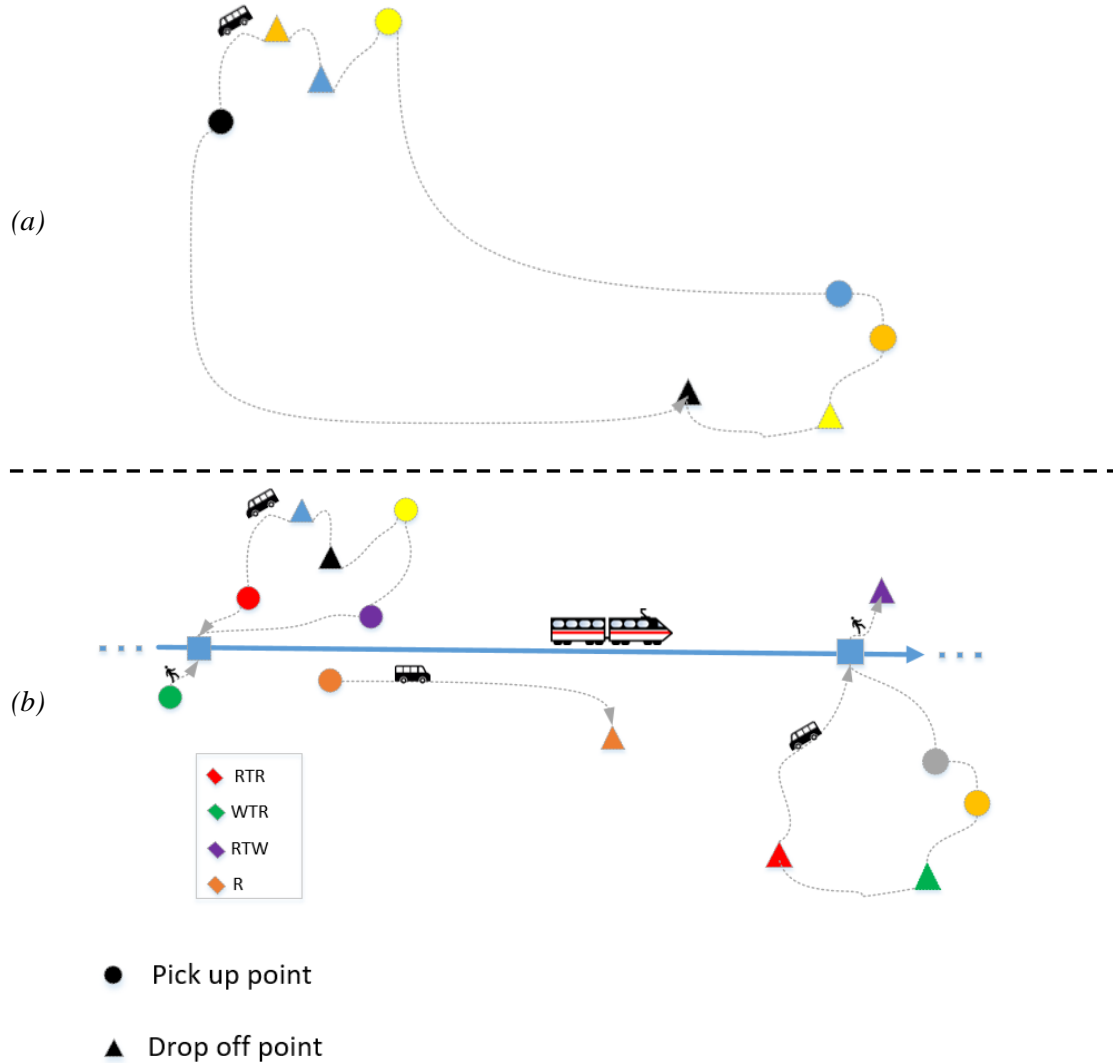 (a)
(b)
RTR
WTR
RTW
R
Pick up point
Drop off point